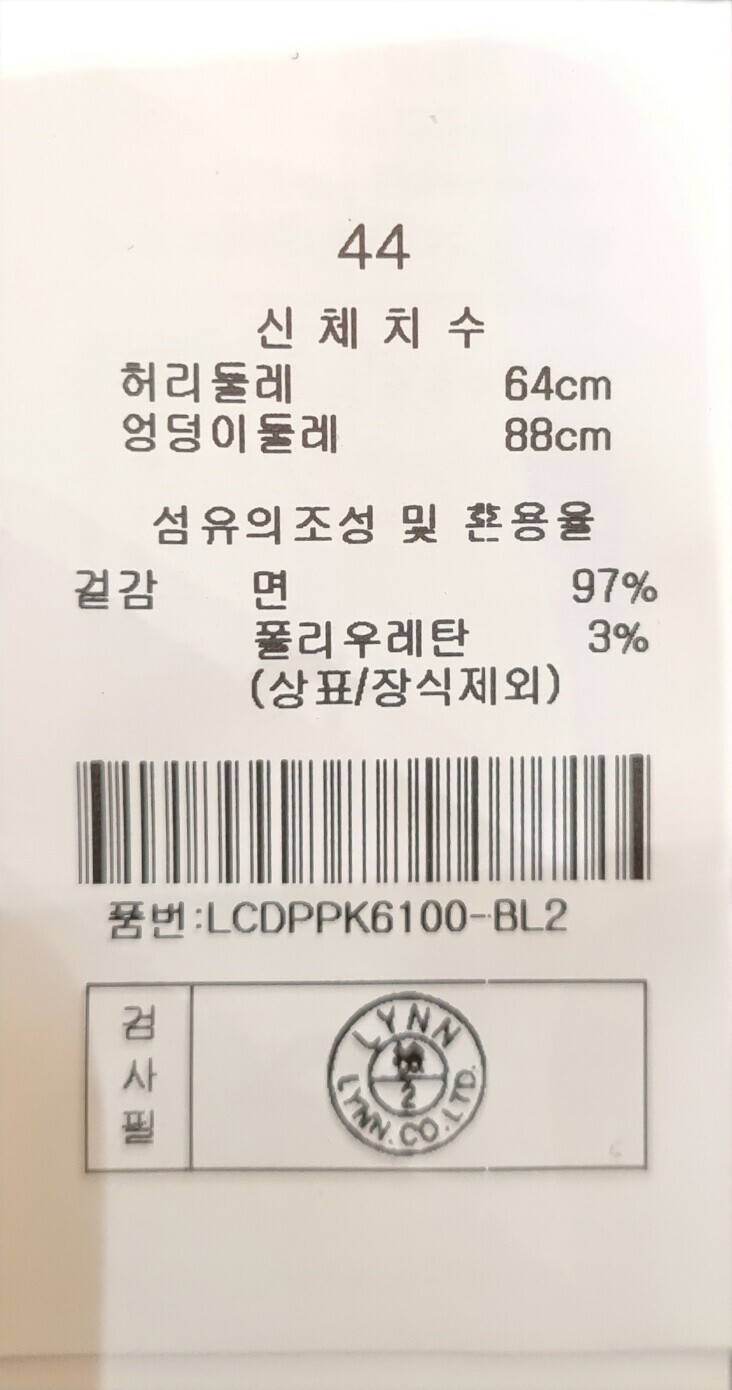 44
신체치수
허리둘레 64cm
엉덩이둘레 88cm
섬유의조성 및 혼용율
겉감 면 97%
폴리우레탄 3%
(상표/장식제외)
품번:LCDPPK6100-BL2
검사필
LYNN
2
LYNN.CO.LTD.